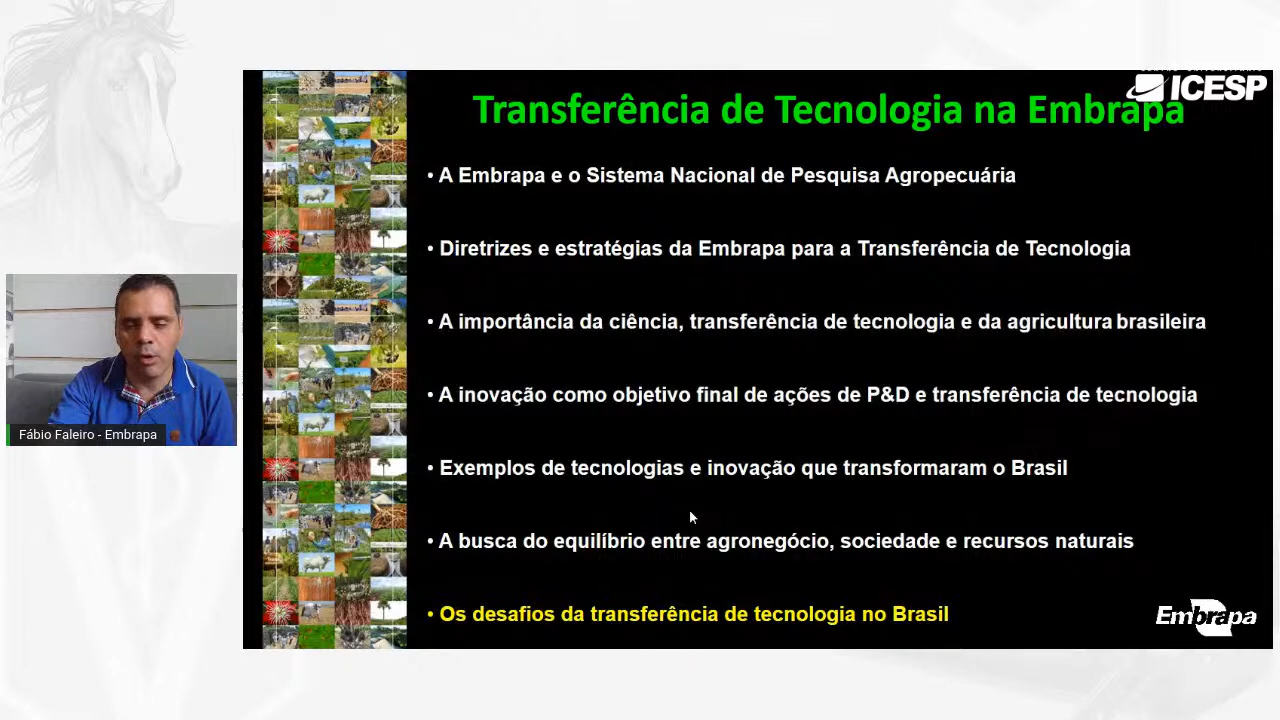 ICESP
Transferência de Tecnologia na Embrapa
• A Embrapa e o Sistema Nacional de Pesquisa Agropecuária
• Diretrizes e estratégias da Embrapa para a Transferência de Tecnologia
• A importância da ciência, transferência de tecnologia e da agricultura brasileira
• A inovação como objetivo final de ações de P&D e transferência de tecnologia
• Exemplos de tecnologias e inovação que transformaram o Brasil
• A busca do equilíbrio entre agronegócio, sociedade e recursos naturais
• Os desafios da transferência de tecnologia no Brasil
Embrapa
Fábio Faleiro - Embrapa